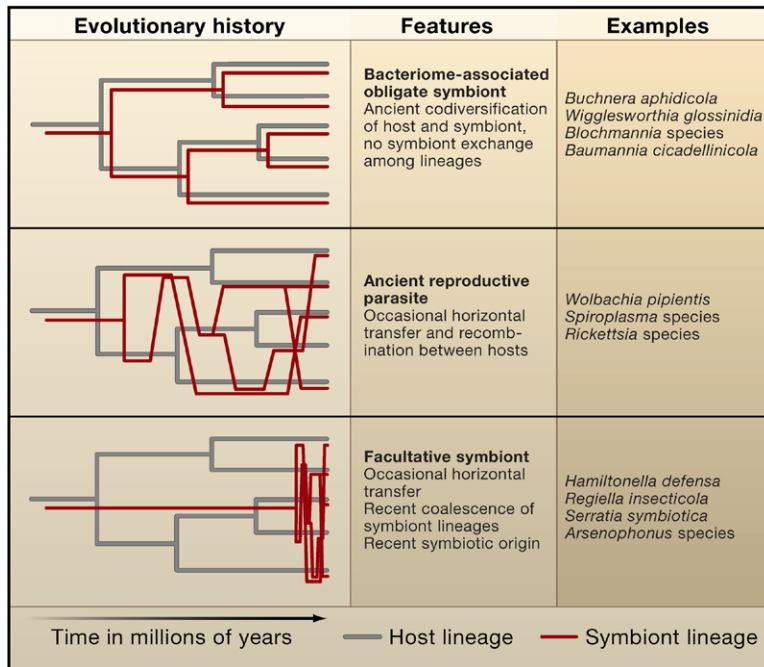 Evolutionary history
Features
Examples
Bacteriome-associated
obligate symbiont
Ancient codiversification
of host and symbiont,
no symbiont exchange
among lineages
Buchnera aphidicola
Wigglesworthia glossinidia
Blochmannia species
Baumannia cicadellinicola
Ancient reproductive
parasite
Occasional horizontal
transfer and recomb-
ination between hosts
Wolbachia pipientis
Spiroplasma species
Rickettsia species
Facultative symbiont
Occasional horizontal
transfer
Recent coalescence of
symbiont lineages
Recent symbiotic origin
Hamiltonella defensa
Regiella insecticola
Serratia symbiotica
Arsenophonus species
Time in millions of years
Host lineage
Symbiont lineage